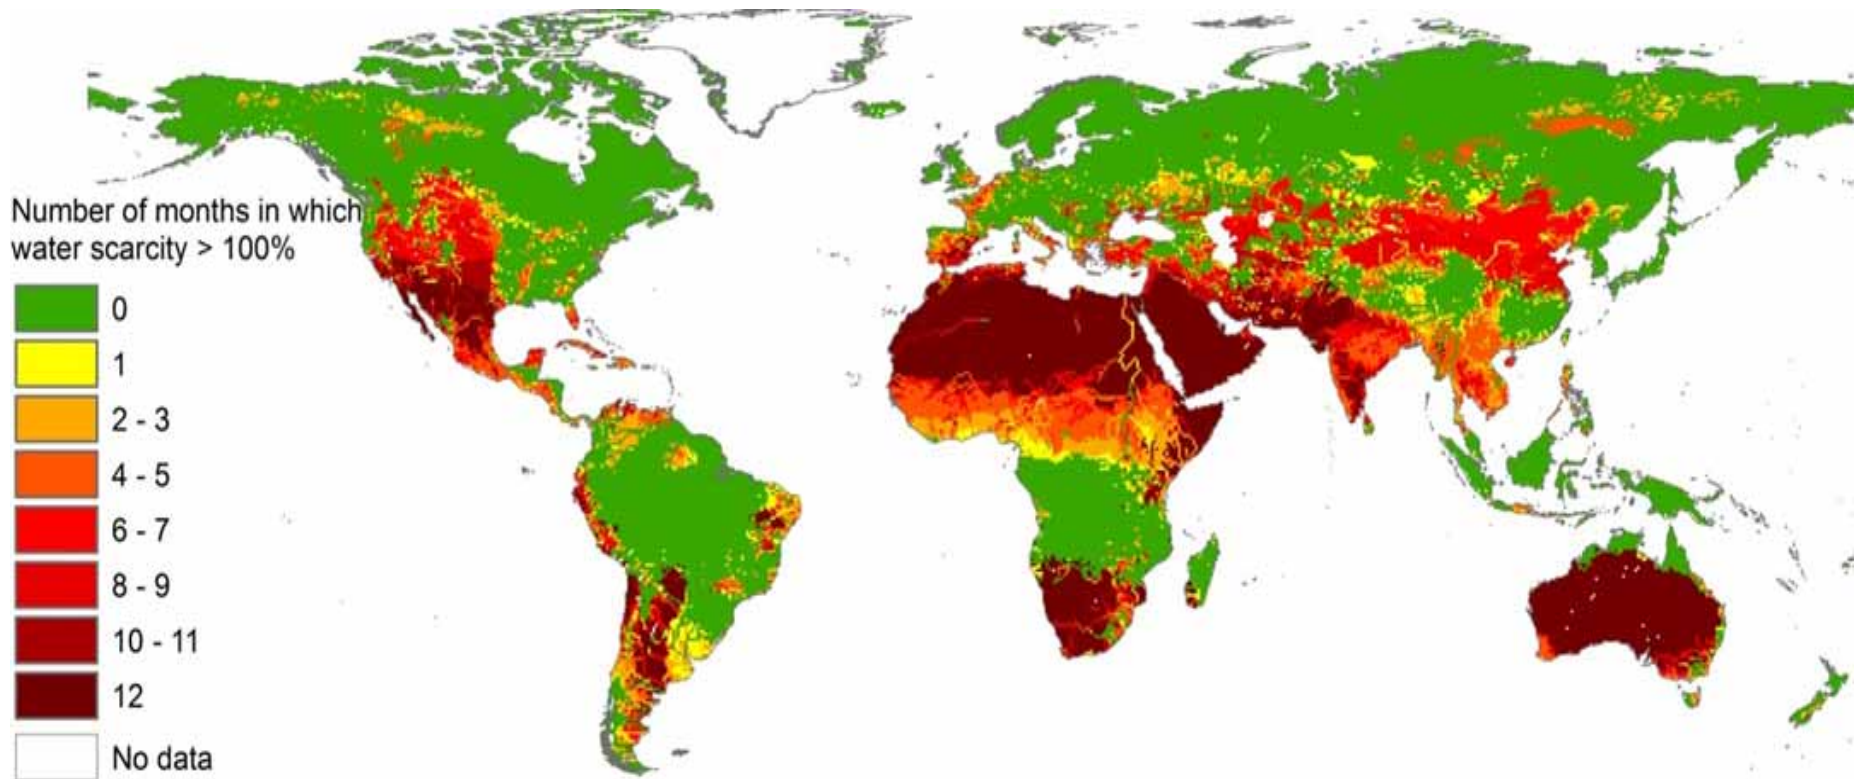 Number of months in which
water scarcity > 100%
0
1
2 - 3
4 - 5
6 - 7
8 - 9
10 - 11
12
No data